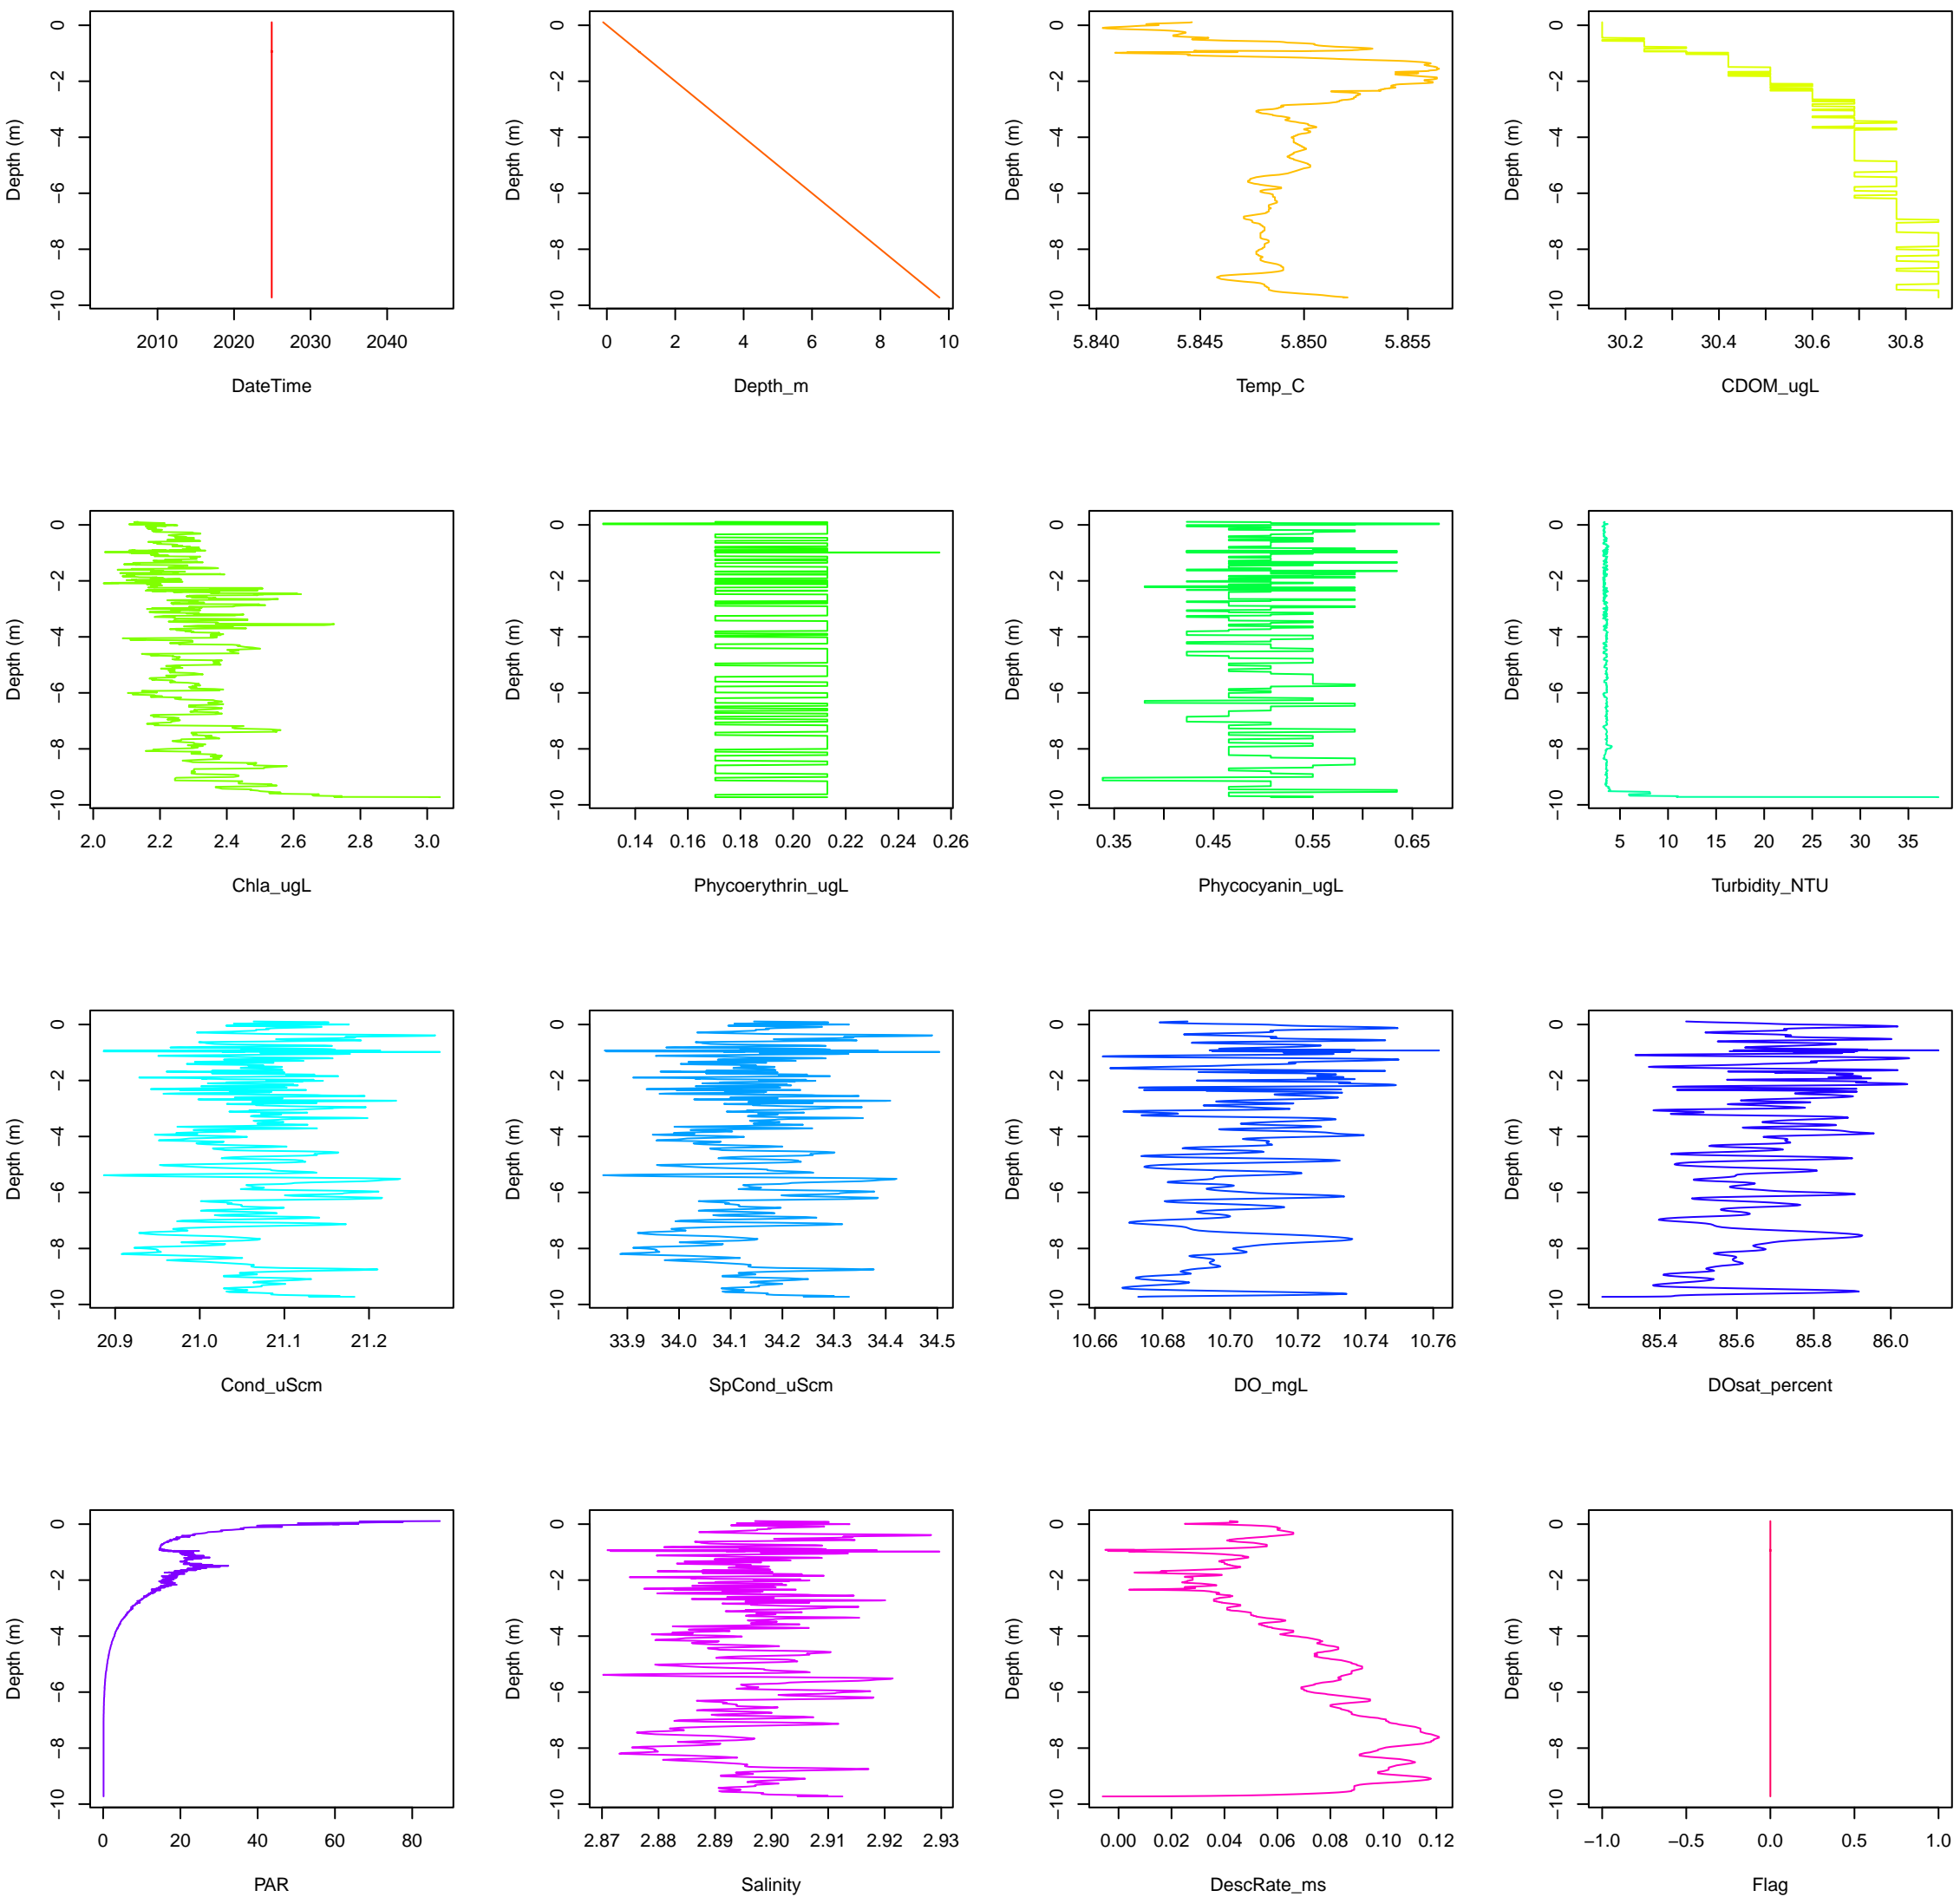 0
−2
−4
−6
−8
−10
Depth (m)
2010 2020 2030 2040
DateTime
0
−2
−4
−6
−8
−10
Depth (m)
0 2 4 6 8 10
Depth_m
0
−2
−4
−6
−8
−10
Depth (m)
5.840 5.845 5.850 5.855
Temp_C
0
−2
−4
−6
−8
−10
Depth (m)
30.2 30.4 30.6 30.8
CDOM_ugL
0
−2
−4
−6
−8
−10
Depth (m)
2.0 2.2 2.4 2.6 2.8 3.0
Chla_ugL
0
−2
−4
−6
−8
−10
Depth (m)
0.14 0.16 0.18 0.20 0.22 0.24 0.26
Phycoerythrin_ugL
0
−2
−4
−6
−8
−10
Depth (m)
0.35 0.45 0.55 0.65
Phycocyanin_ugL
0
−2
−4
−6
−8
−10
Depth (m)
5 10 15 20 25 30 35
Turbidity_NTU
0
−2
−4
−6
−8
−10
Depth (m)
20.9 21.0 21.1 21.2
Cond_uScm
0
−2
−4
−6
−8
−10
Depth (m)
33.9 34.0 34.1 34.2 34.3 34.4 34.5
SpCond_uScm
0
−2
−4
−6
−8
−10
Depth (m)
10.66 10.68 10.70 10.72 10.74 10.76
DO_mgL
0
−2
−4
−6
−8
−10
Depth (m)
85.4 85.6 85.8 86.0
DOsat_percent
0
−2
−4
−6
−8
−10
Depth (m)
0 20 40 60 80
PAR
0
−2
−4
−6
−8
−10
Depth (m)
2.87 2.88 2.89 2.90 2.91 2.92 2.93
Salinity
0
−2
−4
−6
−8
−10
Depth (m)
0.00 0.02 0.04 0.06 0.08 0.10 0.12
DescRate_ms
0
−2
−4
−6
−8
−10
Depth (m)
−1.0 −0.5 0.0 0.5 1.0
Flag